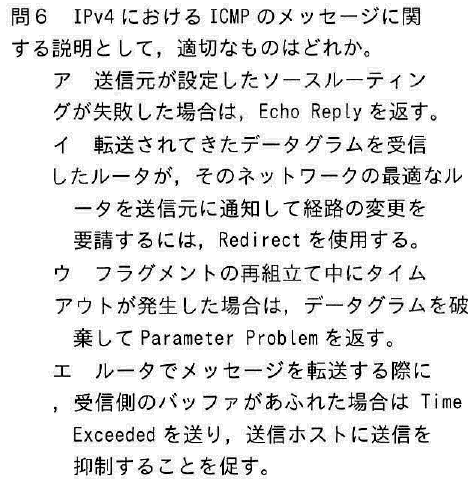 問６　IPv4 における ICMP のメッセージに関
する説明として，適切なものはどれか。
ア　送信元が設定したソースルーティン
グが失敗した場合は，Echo Reply を返す。
イ　転送されてきたデータグラムを受信
したルータが，そのネットワークの最適なル
ータを送信元に通知して経路の変更を
要請するには，Redirect を使用する。
ウ　フラグメントの再組立て中にタイム
アウトが発生した場合は，データグラムを破
棄して Parameter Problem を返す。
エ　ルータでメッセージを転送する際に
，受信側のバッファがあふれた場合は Time
Exceeded を送り，送信ホストに送信を
抑制することを促す。